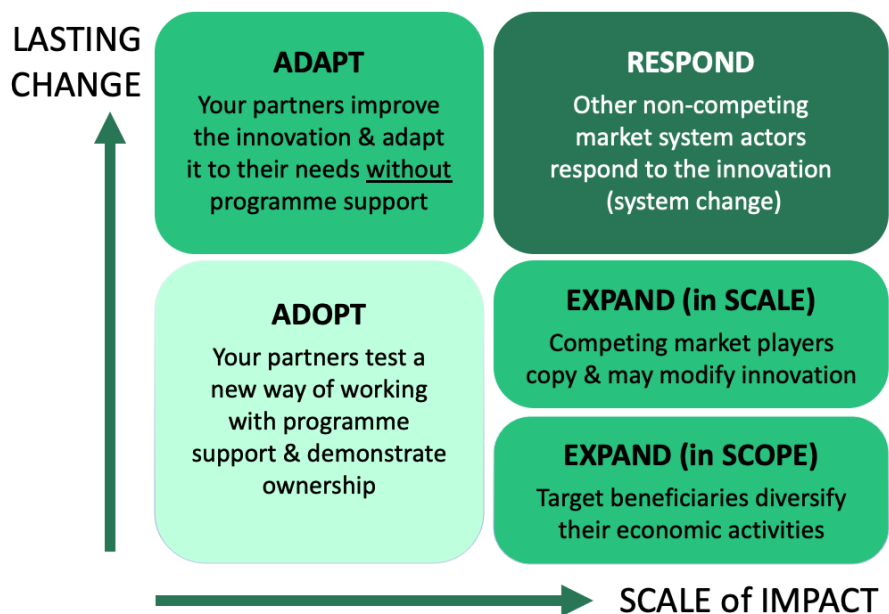 LASTING
CHANGE
ADAPT
Your partners improve
the innovation & adapt
it to their needs without
programme support
RESPOND
Other non-competing
market system actors
respond to the innovation
(system change)
ADOPT
Your partners test a
new way of working
with programme
support & demonstrate
ownership
EXPAND (in SCALE)
Competing market players
copy & may modify innovation
EXPAND (in SCOPE)
Target beneficiaries diversify
their economic activities
SCALE of IMPACT